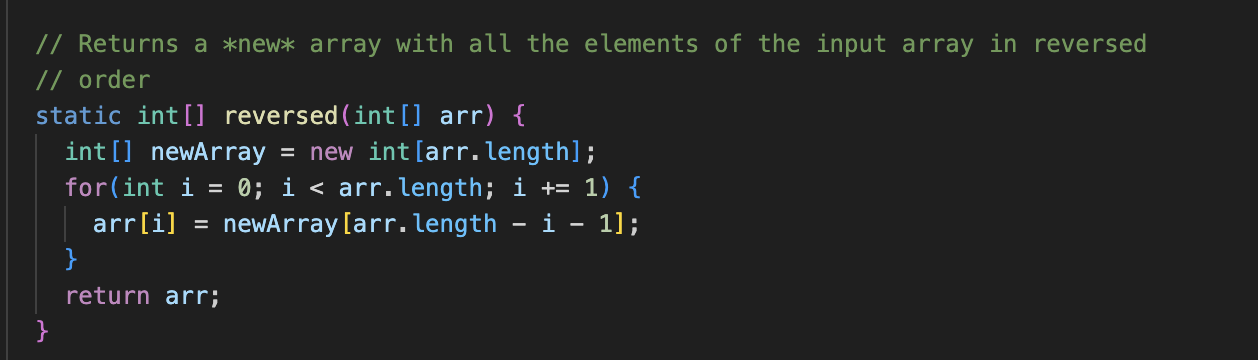 // Returns a *new* array with all the elements of the input array in reversed
// order
static int[] reversed(int[] arr) {
  int[] newArray = new int[arr.length];
  for(int i = 0; i < arr.length; i += 1) {
    arr[i] = newArray[arr.length - i - 1];
  }
  return arr;
}